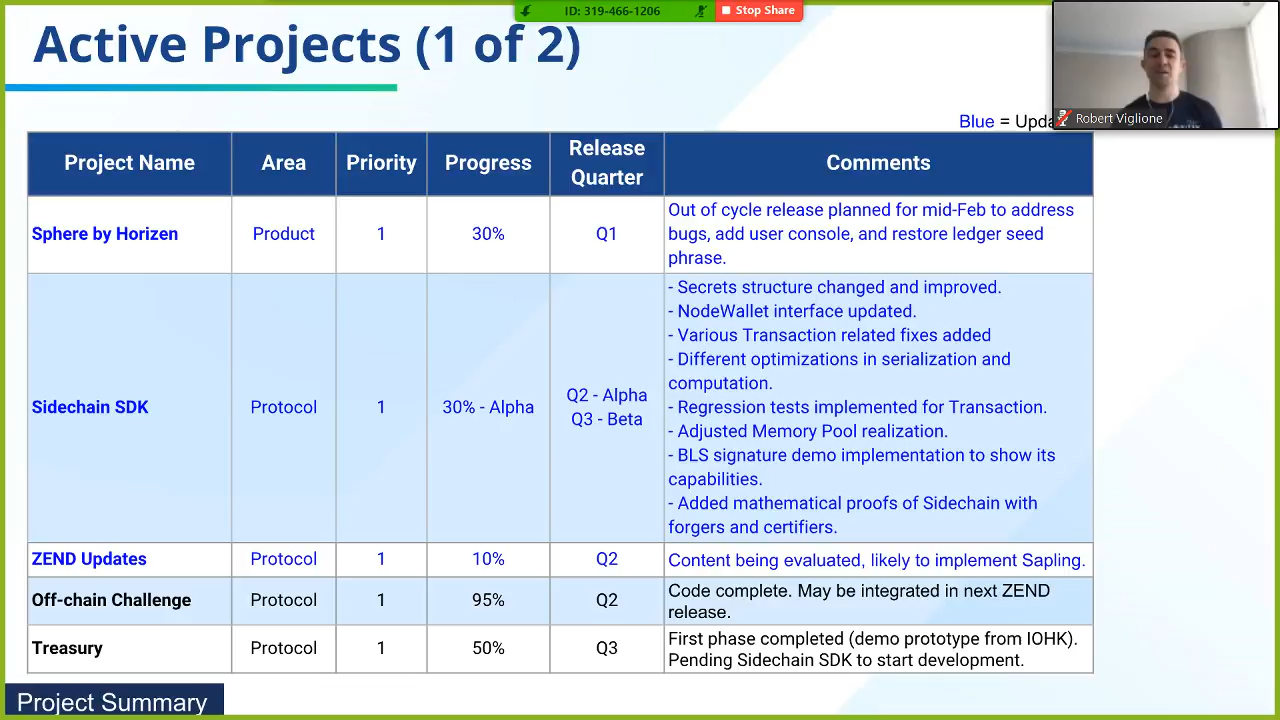 ID: 319-466-1206
Stop Share
Active Projects (1 of 2)
Robert Viglione
Blue = Upda
Project Name
Area
Priority
Progress
Release
Quarter
Comments
Sphere by Horizen
Product
1
30%
Q1
Out of cycle release planned for mid-Feb to address
bugs, add user console, and restore ledger seed
phrase.
Sidechain SDK
Protocol
1
30% - Alpha
Q2 - Alpha
Q3 - Beta
- Secrets structure changed and improved.
- NodeWallet interface updated.
- Various Transaction related fixes added
- Different optimizations in serialization and
computation.
- Regression tests implemented for Transaction.
- Adjusted Memory Pool realization.
- BLS signature demo implementation to show its
capabilities.
- Added mathematical proofs of Sidechain with
forgers and certifiers.
ZEND Updates
Protocol
1
10%
Q2
Content being evaluated, likely to implement Sapling.
Off-chain Challenge
Protocol
1
95%
Q2
Code complete. May be integrated in next ZEND
release.
Treasury
Protocol
1
50%
Q3
First phase completed (demo prototype from IOHK).
Pending Sidechain SDK to start development.
Project Summary